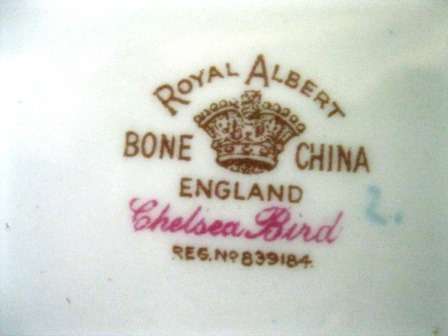 ROYAL ALBERT
BONE CHINA
ENGLAND
Chelsea Bird
2.
REG. No 839184.